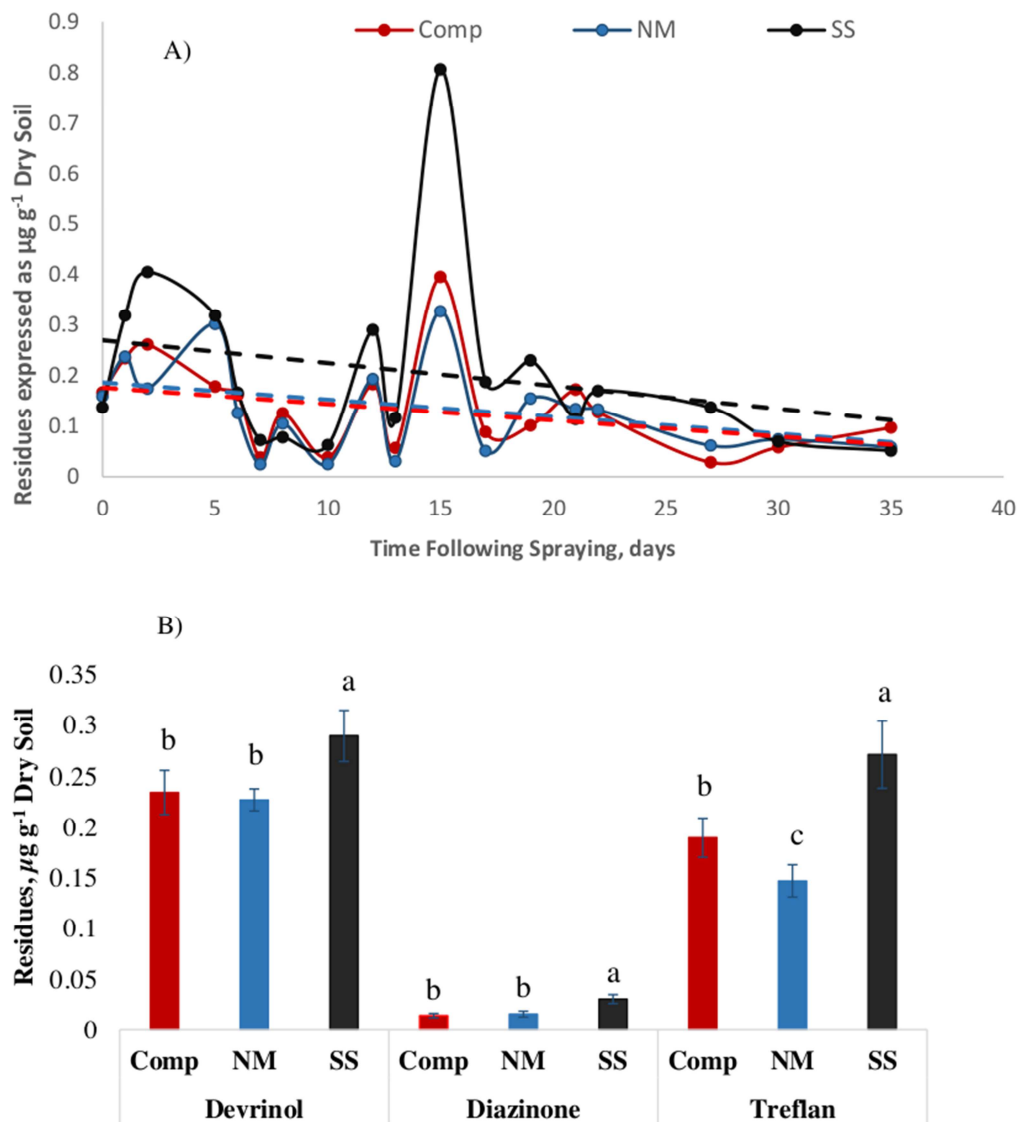 A)
Comp NM SS
Residues expressed as µg g⁻¹ Dry Soil
0.9
0.8
0.7
0.6
0.5
0.4
0.3
0.2
0.1
0
0 5 10 15 20 25 30 35 40
Time Following Spraying, days
B)
Residues, µg g⁻¹ Dry Soil
0.35
0.3
0.25
0.2
0.15
0.1
0.05
0
b b a b b a b c a
Comp NM SS Comp NM SS Comp NM SS
Devrinol Diazinone Treflan